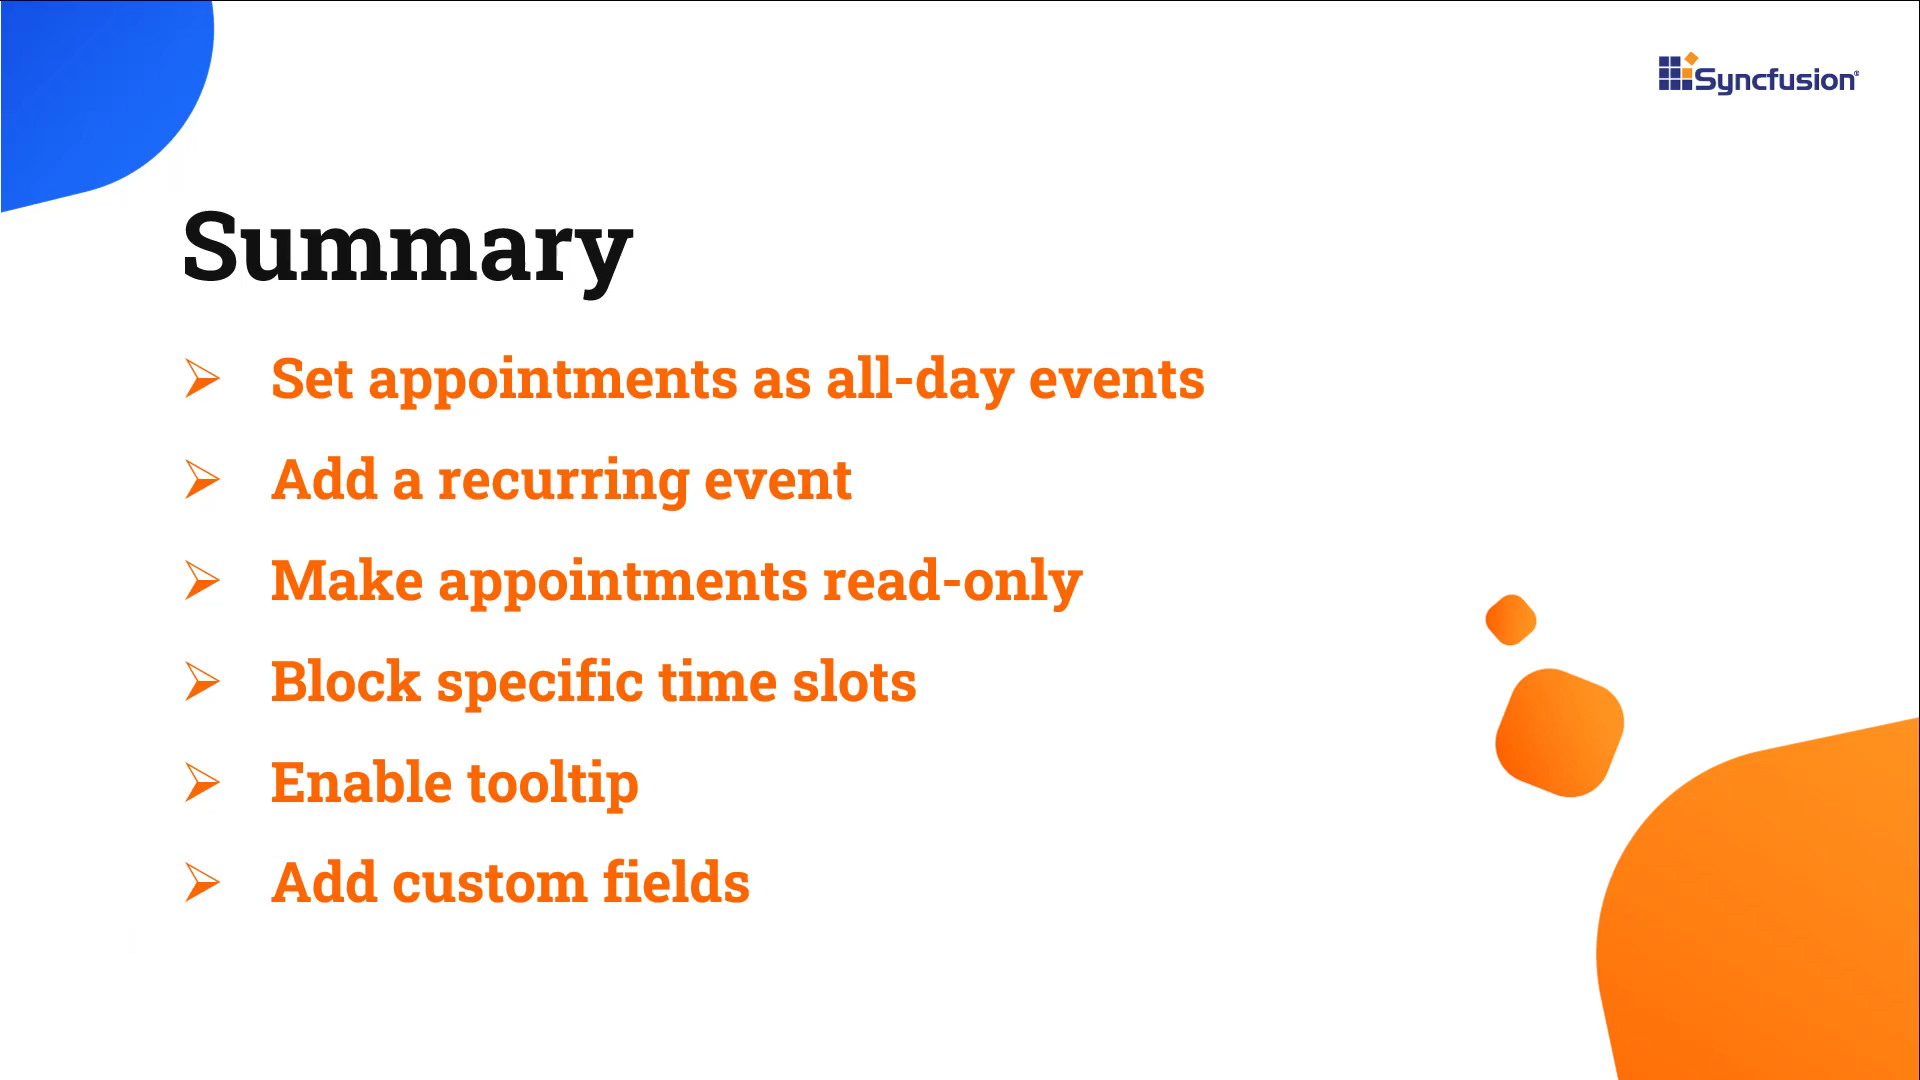 Syncfusion®
Summary
➢ Set appointments as all-day events
➢ Add a recurring event
➢ Make appointments read-only
➢ Block specific time slots
➢ Enable tooltip
➢ Add custom fields